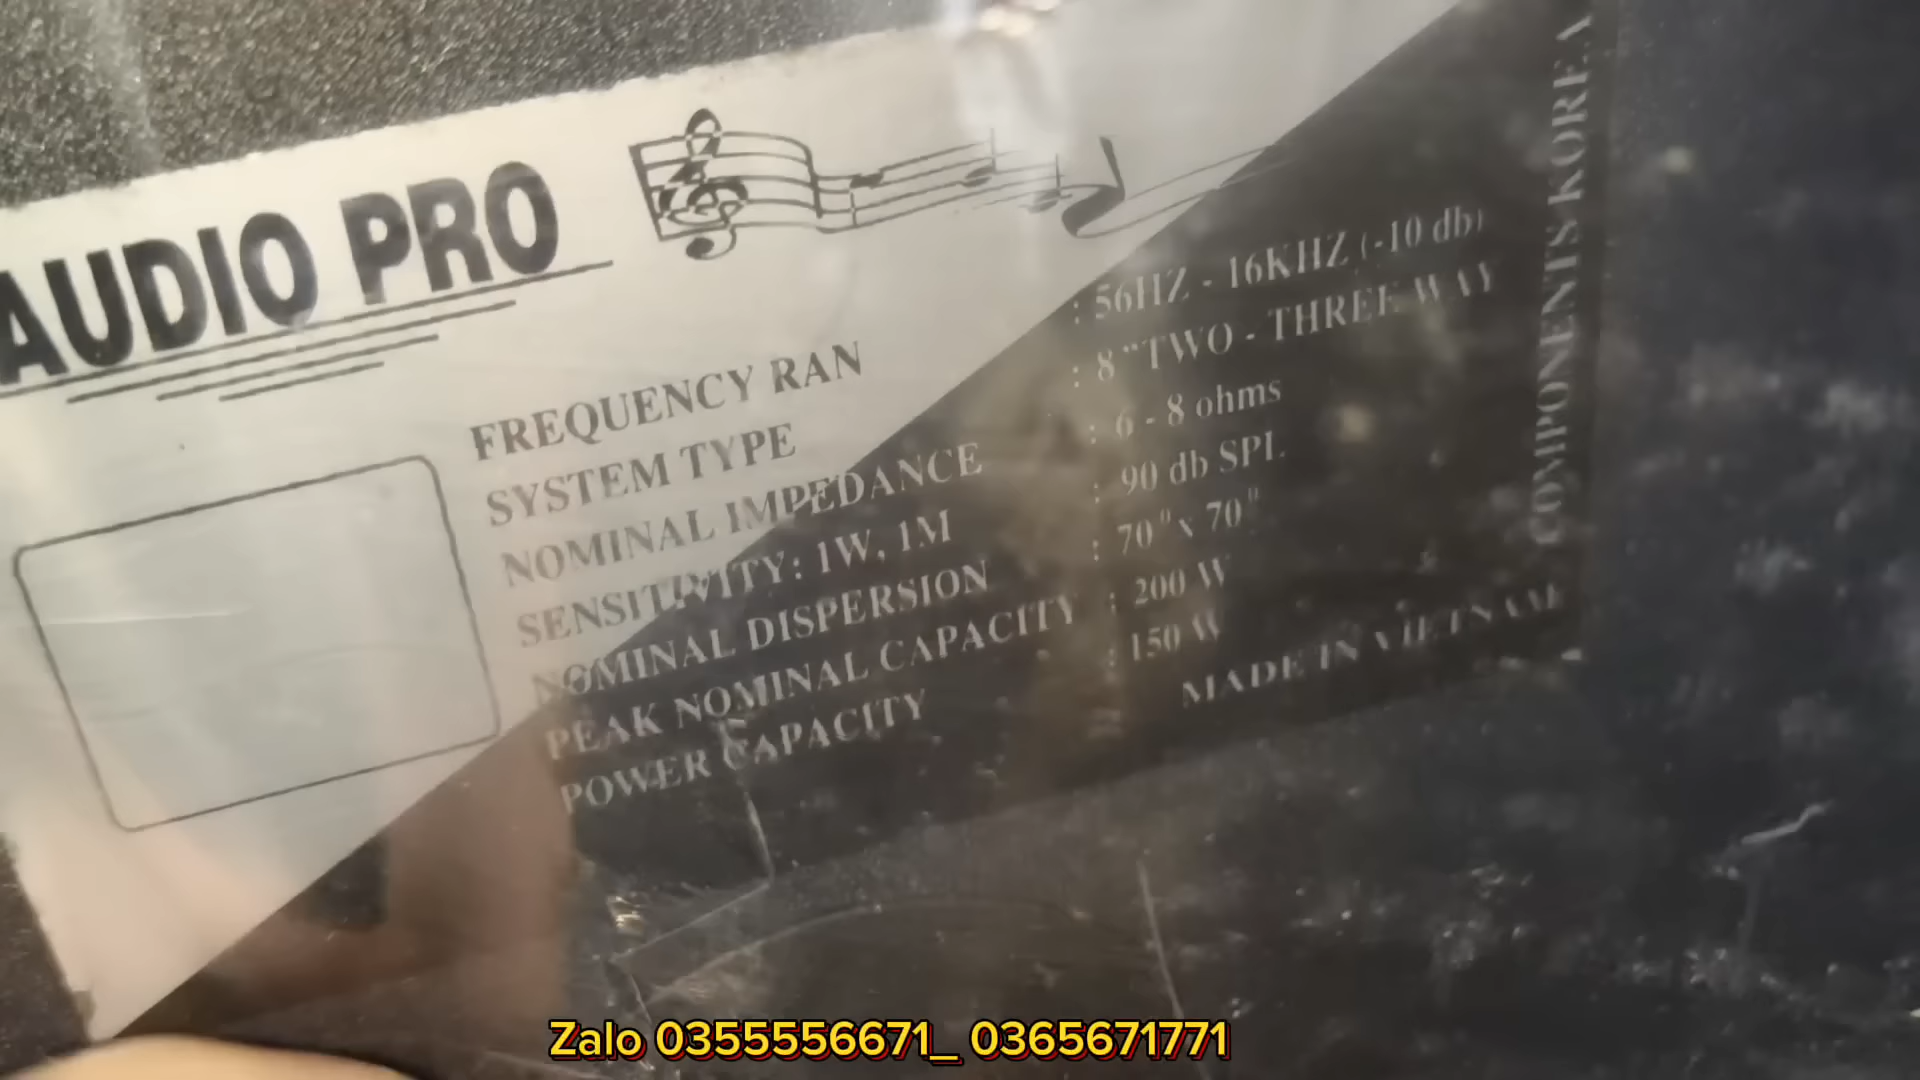 AUDIO PRO
FREQUENCY RAN : 56HZ - 16KHZ (-10 db)
SYSTEM TYPE : 8 "TWO - THREE WAY
NOMINAL IMPEDANCE : 6 - 8 ohms
SENSITIVITY: 1W, 1M : 90 db SPL
NOMINAL DISPERSION : 70" x 70"
PEAK NOMINAL CAPACITY : 200 W
POWER CAPACITY : 150 W
MADE IN VIETNAM
COMPONENTS KOREA
Zalo 0355556671_ 0365671771